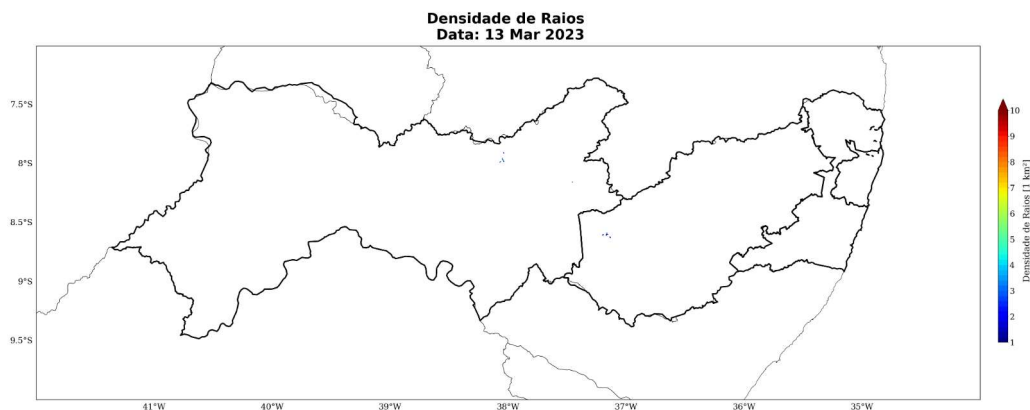 Densidade de Raios
Data: 13 Mar 2023
7.5°S
8°S
8.5°S
9°S
9.5°S
41°W
40°W
39°W
38°W
37°W
36°W
35°W
10
9
8
7
6
5
4
3
2
1
Densidade de Raios [1 km²]